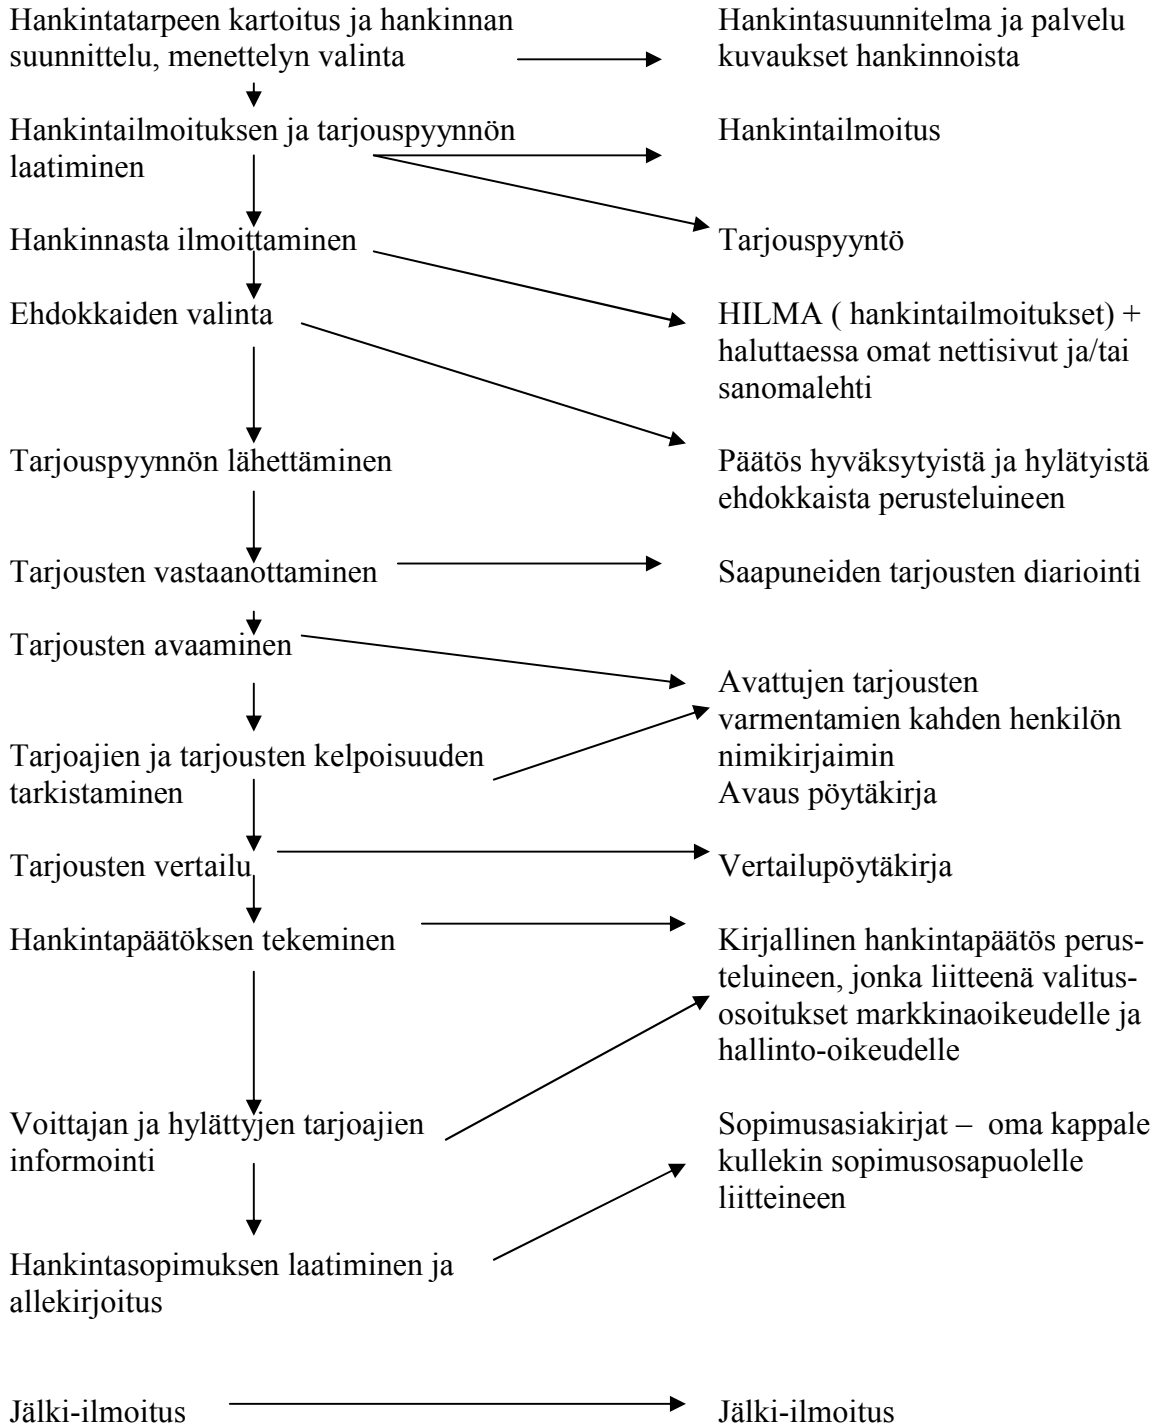 Hankintatarpeen kartoitus ja hankinnan
suunnittelu, menettelyn valinta
Hankintasuunnitelma ja palvelu
kuvaukset hankinnoista
Hankintailmoituksen ja tarjouspyynnön
laatiminen
Hankintailmoitus
Hankinnasta ilmoittaminen
Tarjouspyyntö
Ehdokkaiden valinta
HILMA ( hankintailmoitukset) +
haluttaessa omat nettisivut ja/tai
sanomalehti
Tarjouspyynnön lähettäminen
Päätös hyväksytyistä ja hylätyistä
ehdokkaista perusteluineen
Tarjousten vastaanottaminen
Saapuneiden tarjousten diariointi
Tarjousten avaaminen
Avattujen tarjousten
varmentamien kahden henkilön
nimikirjaimin
Avaus pöytäkirja
Tarjoajien ja tarjousten kelpoisuuden
tarkistaminen
Tarjousten vertailu
Vertailupöytäkirja
Hankintapäätöksen tekeminen
Kirjallinen hankintapäätös perus-
teluineen, jonka liitteenä valitus-
osoitukset markkinaoikeudelle ja
hallinto-oikeudelle
Voittajan ja hylättyjen tarjoajien
informointi
Sopimusasiakirjat – oma kappale
kullekin sopimusosapuolelle
liitteineen
Hankintasopimuksen laatiminen ja
allekirjoitus
Jälki-ilmoitus
Jälki-ilmoitus